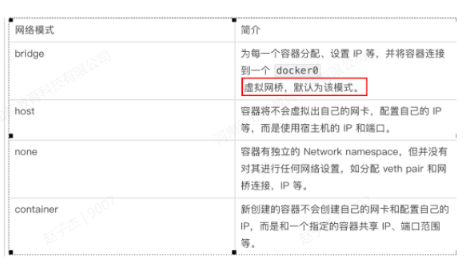 网络模式 简介
bridge 为每一个容器分配、设置 IP 等，并将容器连接
到一个 docker0
虚拟网桥，默认为该模式。
host 容器将不会虚拟出自己的网卡，配置自己的 IP
等，而是使用宿主机的 IP 和端口。
none 容器有独立的 Network namespace，但并没有
对其进行任何网络设置，如分配 veth pair 和网
桥连接，IP 等。
container 新创建的容器不会创建自己的网卡和配置自己的
IP，而是和一个指定的容器共享 IP、端口范围
等。